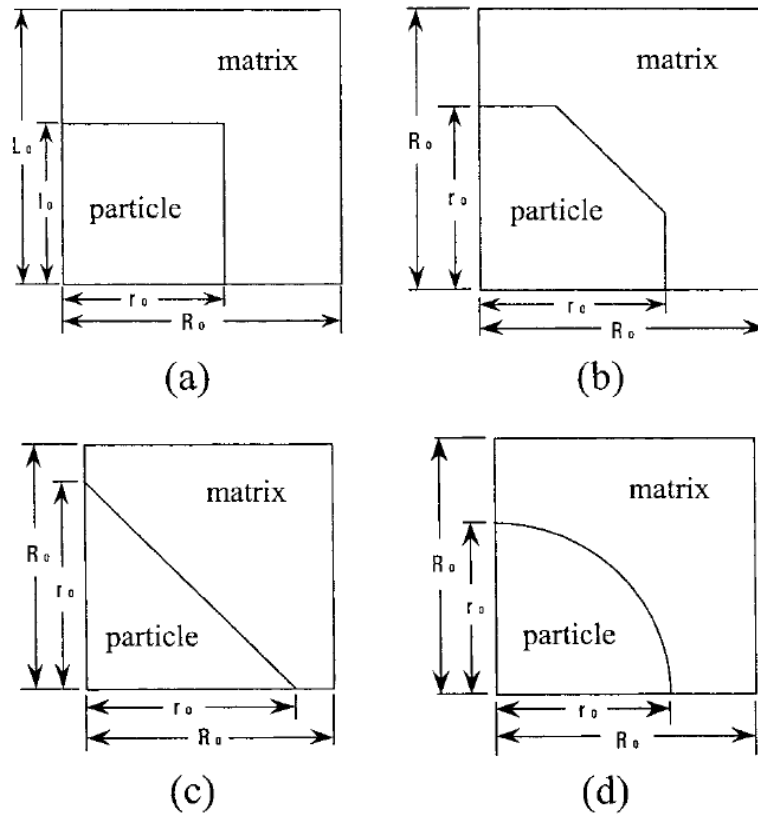 matrix
L₀
l₀
particle
r₀
R₀
(a)
matrix
R₀
r₀
particle
r₀
R₀
(b)
matrix
R₀
r₀
particle
r₀
R₀
(c)
matrix
R₀
r₀
particle
r₀
R₀
(d)